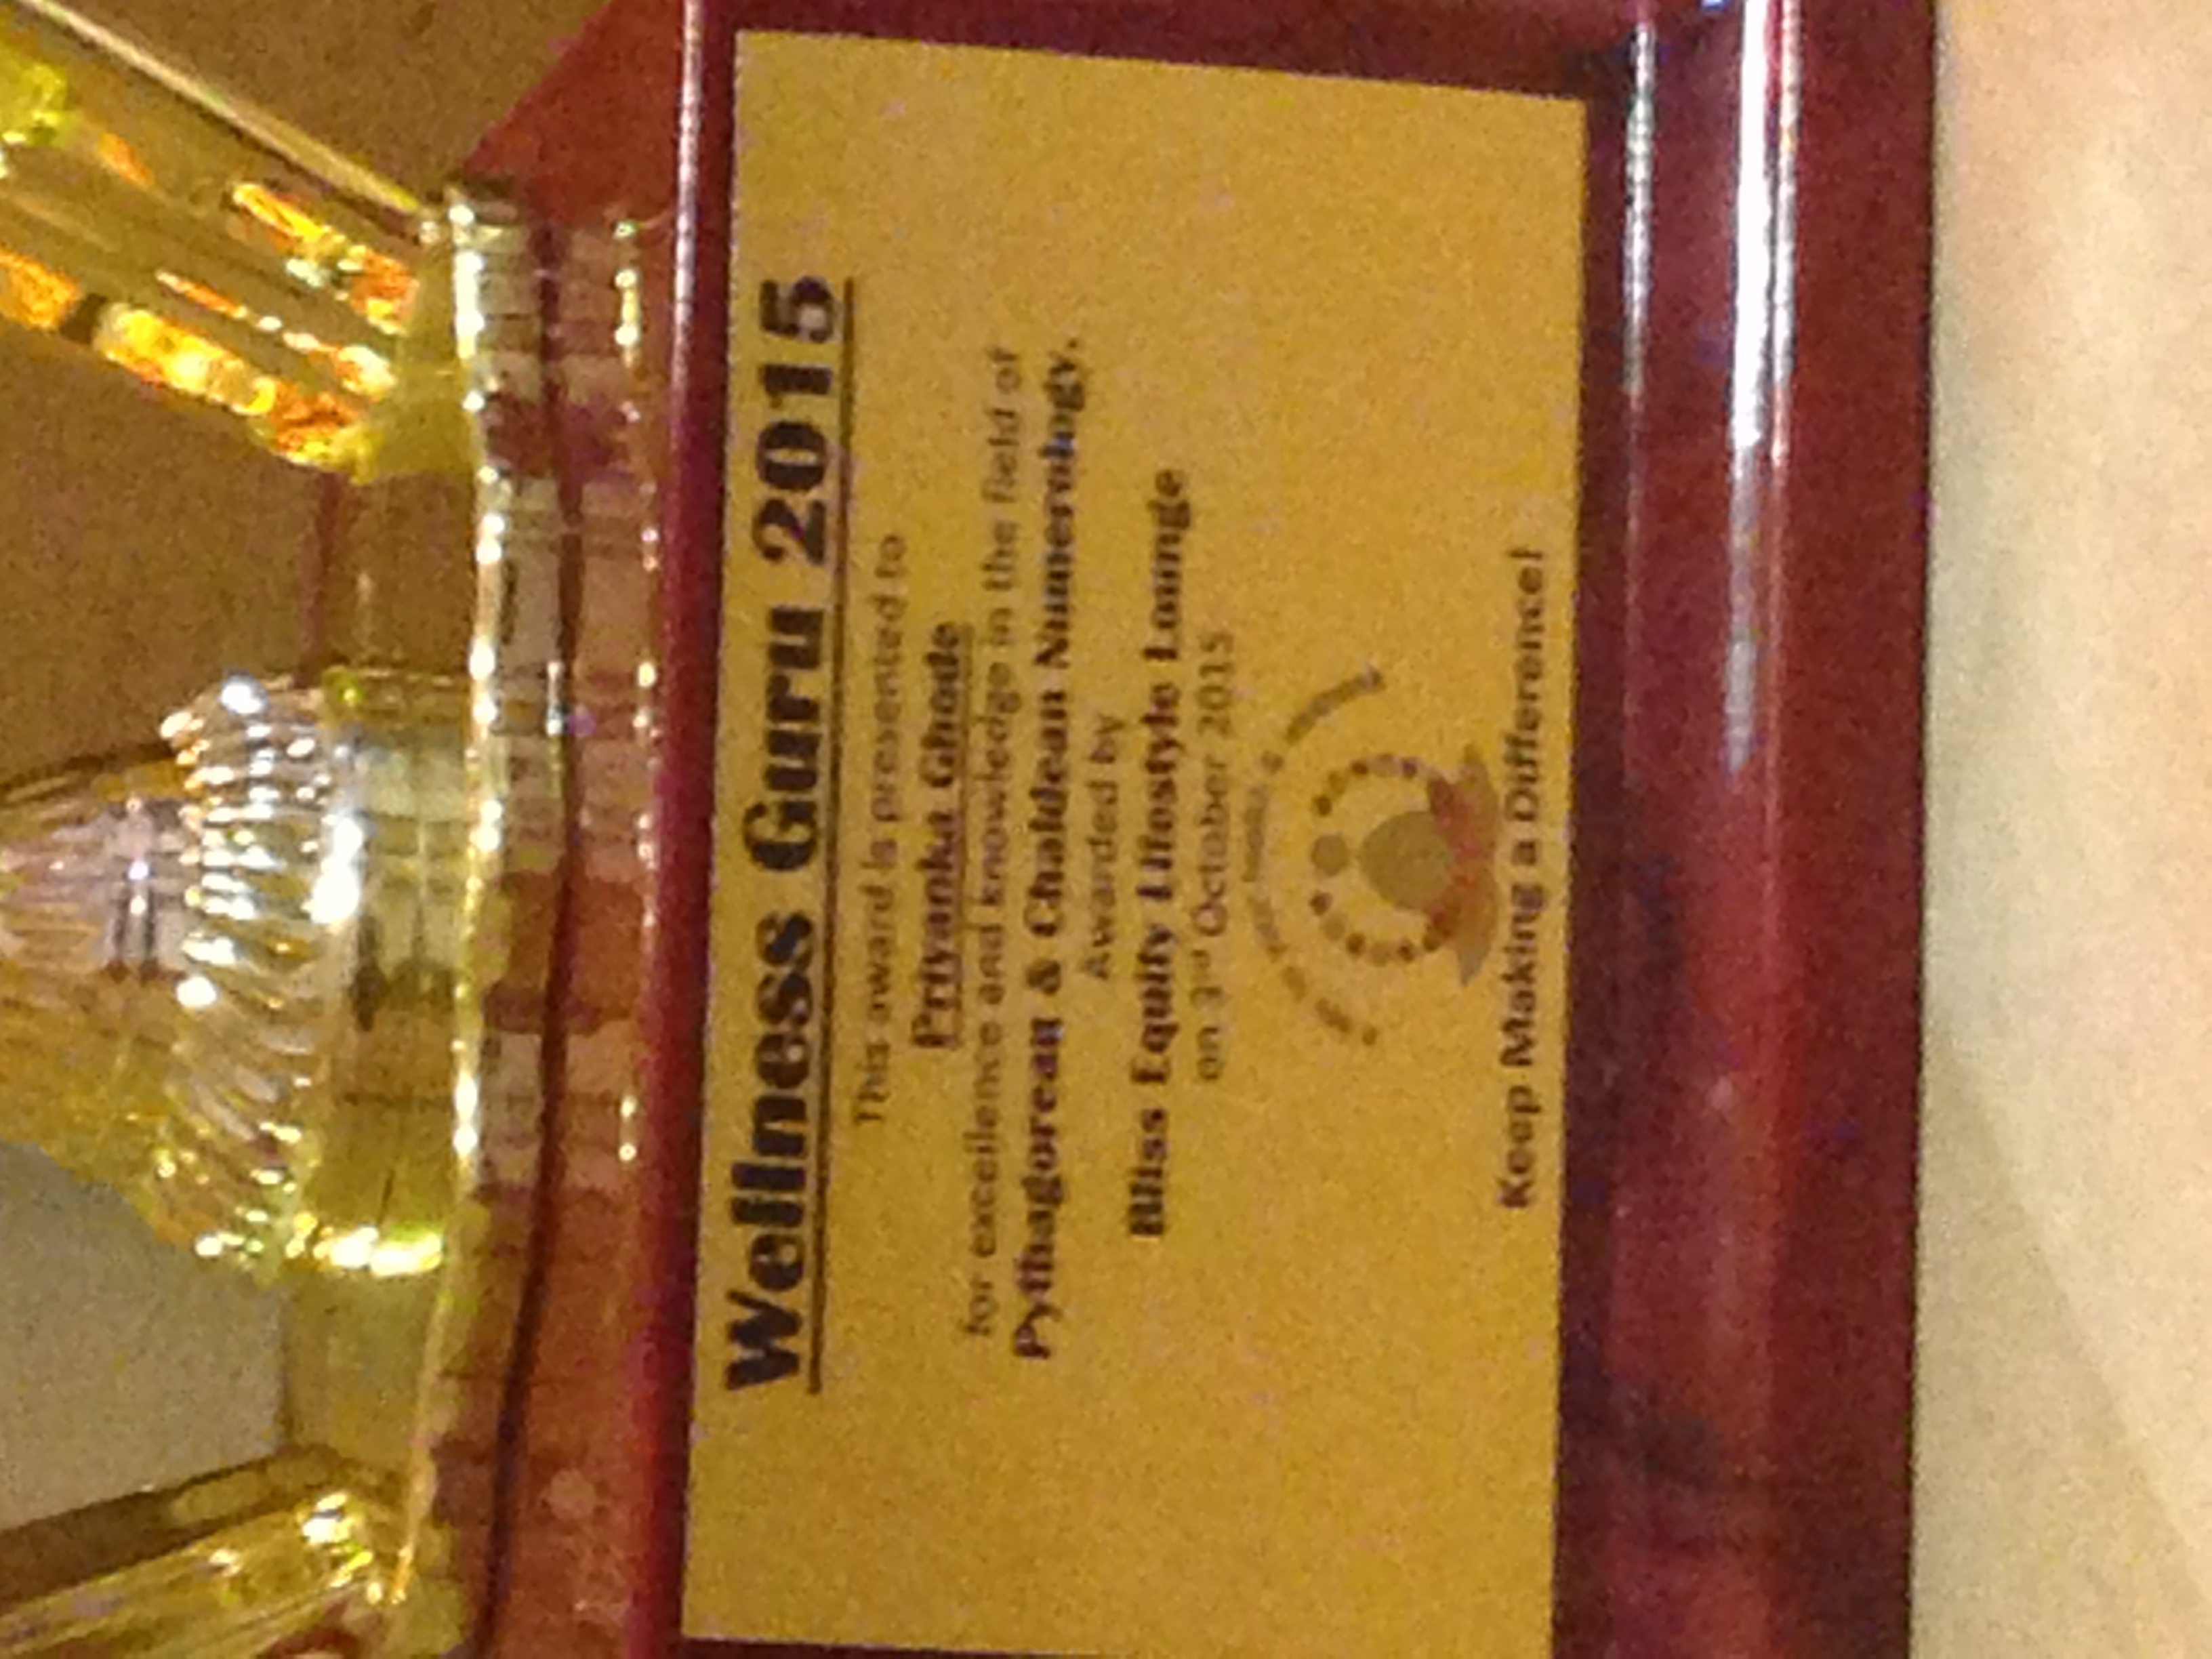 Wellness Guru 2015
This award is presented to
Priyanka Ghode
for excellence and knowledge in the field of
Pythagorean & Chaldean Numerology.
Awarded by
Bliss Equity Lifestyle Lounge
on 3rd October 2015
Keep Making a Difference!